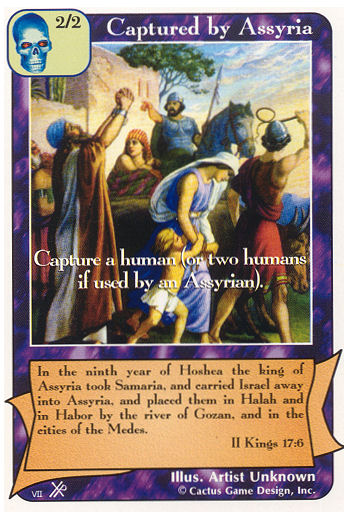 2/2
Captured by Assyria
Capture a human (or two humans
if used by an Assyrian).
In the ninth year of Hoshea the king of
Assyria took Samaria, and carried Israel away
into Assyria, and placed them in Halah and
in Habor by the river of Gozan, and in the
cities of the Medes.
II Kings 17:6
Illus. Artist Unknown
VII
© Cactus Game Design, Inc.